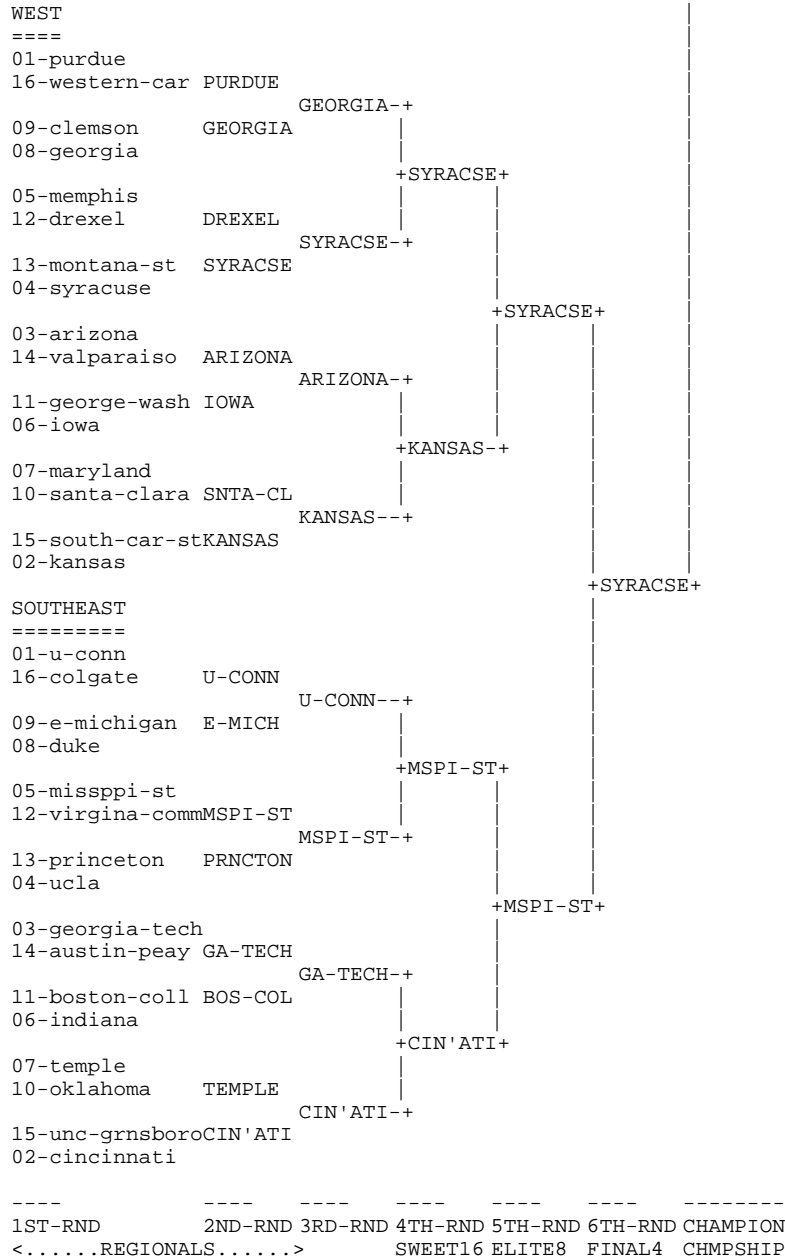 WEST
====
01-purdue
16-western-car PURDUE
GEORGIA-+
09-clemson GEORGIA |
08-georgia |
+SYRACSE+
05-memphis | |
12-drexel DREXEL | |
SYRACSE-+ |
13-montana-st SYRACSE |
04-syracuse |
+SYRACSE+
03-arizona | |
14-valparaiso ARIZONA | |
ARIZONA-+ | |
11-george-wash IOWA | | |
06-iowa | | |
+KANSAS-+ |
07-maryland | |
10-santa-clara SNTA-CL | |
KANSAS--+ |
15-south-car-stKANSAS |
02-kansas |
+SYRACSE+
SOUTHEAST |
========= |
01-u-conn |
16-colgate U-CONN |
U-CONN--+ |
09-e-michigan E-MICH | |
08-duke | |
+MSPI-ST+ |
05-missppi-st | | |
12-virgina-commMSPI-ST | | |
MSPI-ST-+ | |
13-princeton PRNCTON | |
04-ucla | |
+MSPI-ST+
03-georgia-tech |
14-austin-peay GA-TECH |
GA-TECH-+ |
11-boston-coll BOS-COL | |
06-indiana | |
+CIN'ATI+
07-temple |
10-oklahoma TEMPLE |
CIN'ATI-+
15-unc-grnsboroCIN'ATI
02-cincinnati
---- ---- ---- ---- ---- ---- --------
1ST-RND 2ND-RND 3RD-RND 4TH-RND 5TH-RND 6TH-RND CHAMPION
<......REGIONALS......> SWEET16 ELITE8 FINAL4 CHMPSHIP